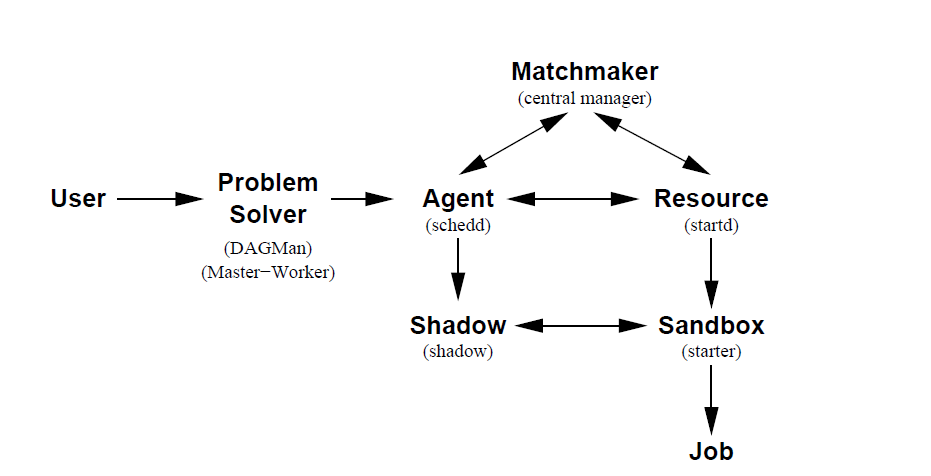 Matchmaker
(central manager)
User
Problem
Solver
(DAGMan)
(Master−Worker)
Agent
(schedd)
Resource
(startd)
Shadow
(shadow)
Sandbox
(starter)
Job